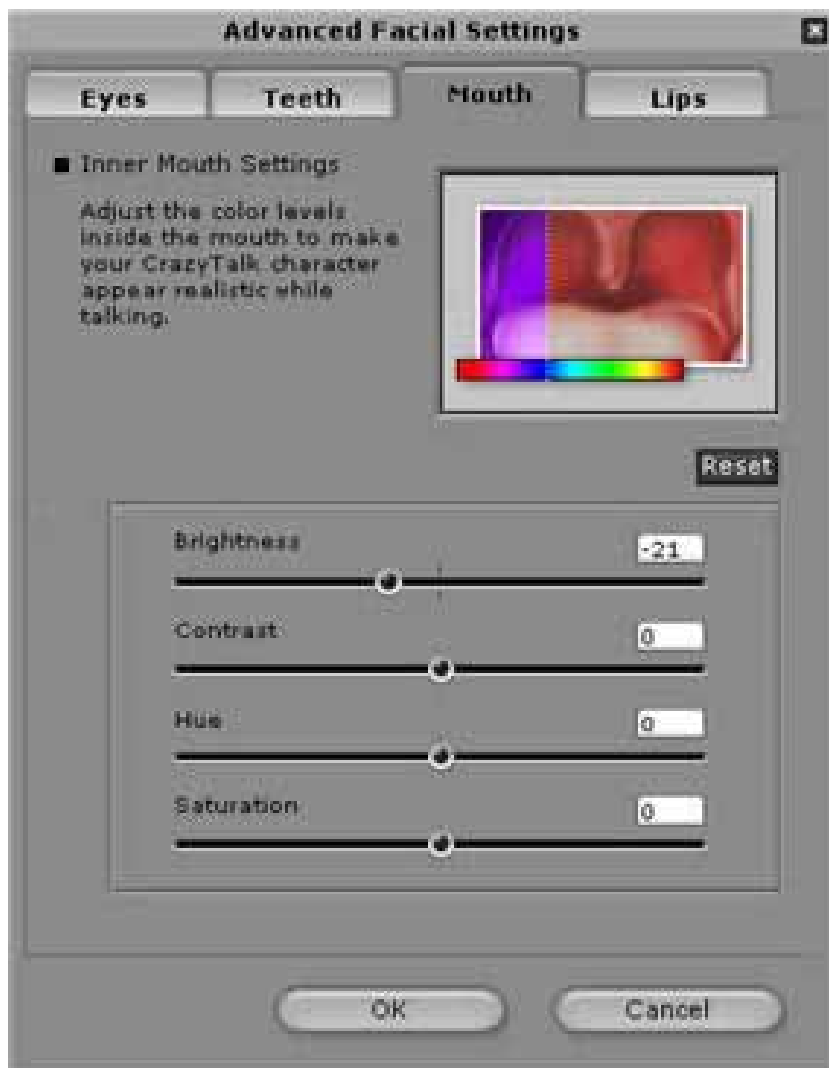 Advanced Facial Settings
Eyes Teeth Mouth Lips
Inner Mouth Settings
Adjust the color levels
inside the mouth to make
your CrazyTalk character
appear realistic while
talking.
Reset
Brightness -21
Contrast 0
Hue 0
Saturation 0
OK Cancel